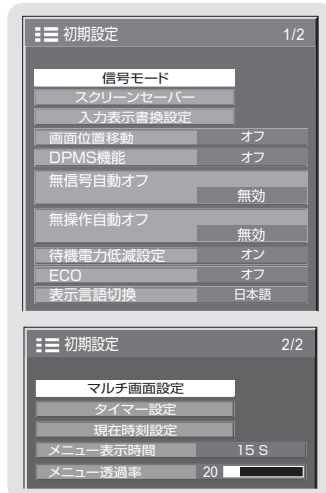 初期設定 1/2
信号モード
スクリーンセーバー
入力表示書換設定
画面位置移動 オフ
DPMS機能 オフ
無信号自動オフ
無効
無操作自動オフ
無効
待機電力低減設定 オン
ECO オフ
表示言語切換 日本語
初期設定 2/2
マルチ画面設定
タイマー設定
現在時刻設定
メニュー表示時間 15 S
メニュー透過率 20